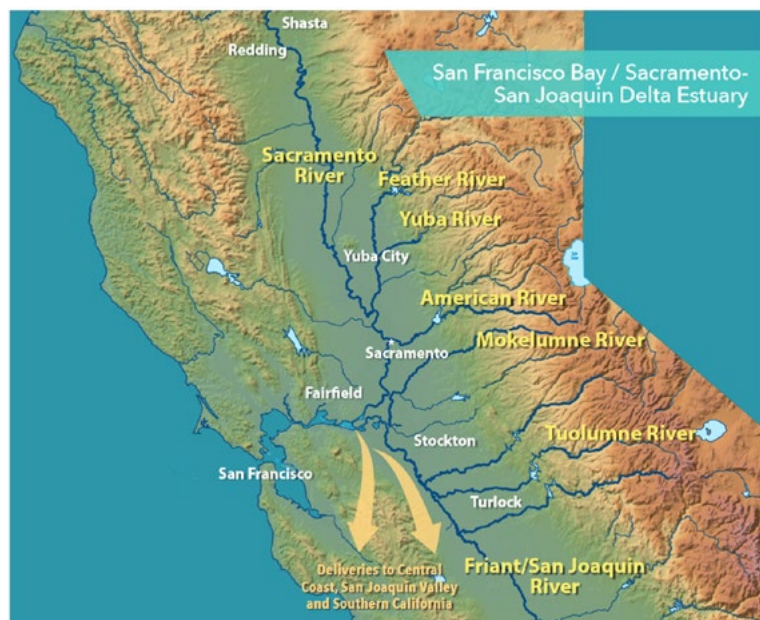 Shasta
Redding
San Francisco Bay / Sacramento-
San Joaquin Delta Estuary
Sacramento
River
Feather River
Yuba River
Yuba City
American River
Mokelumne River
Sacramento
Fairfield
Stockton
Tuolumne River
San Francisco
Turlock
Friant/San Joaquin
River
Deliveries to Central
Coast, San Joaquin Valley
and Southern California